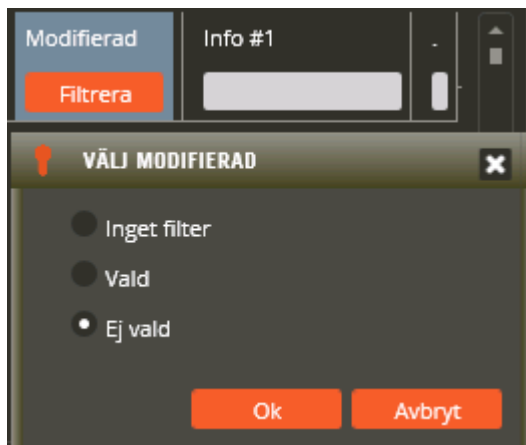 Modifierad Info #1 -
Filtrera
VÄLJ MODIFIERAD
Inget filter
Vald
Ej vald
Ok Avbryt